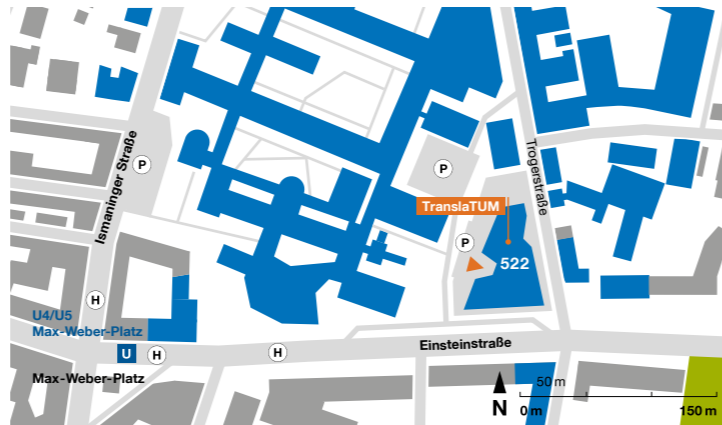 P
Ismaninger Straße
P
Trogerstraße
TranslaTUM
P
522
H
U4/U5
Max-Weber-Platz
U
H
H
Einsteinstraße
Max-Weber-Platz
N
50 m
0 m
150 m